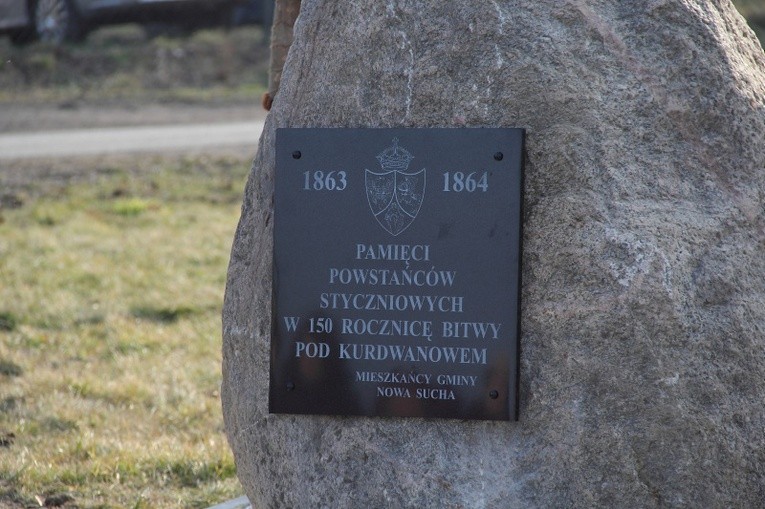 1863 1864
PAMIĘCI
POWSTAŃCÓW
STYCZNIOWYCH
W 150 ROCZNICĘ BITWY
POD KURDWANOWEM
MIESZKAŃCY GMINY
NOWA SUCHA